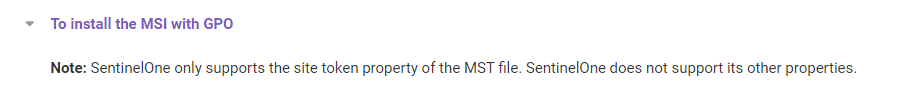 To install the MSI with GPO
Note: SentinelOne only supports the site token property of the MST file. SentinelOne does not support its other properties.